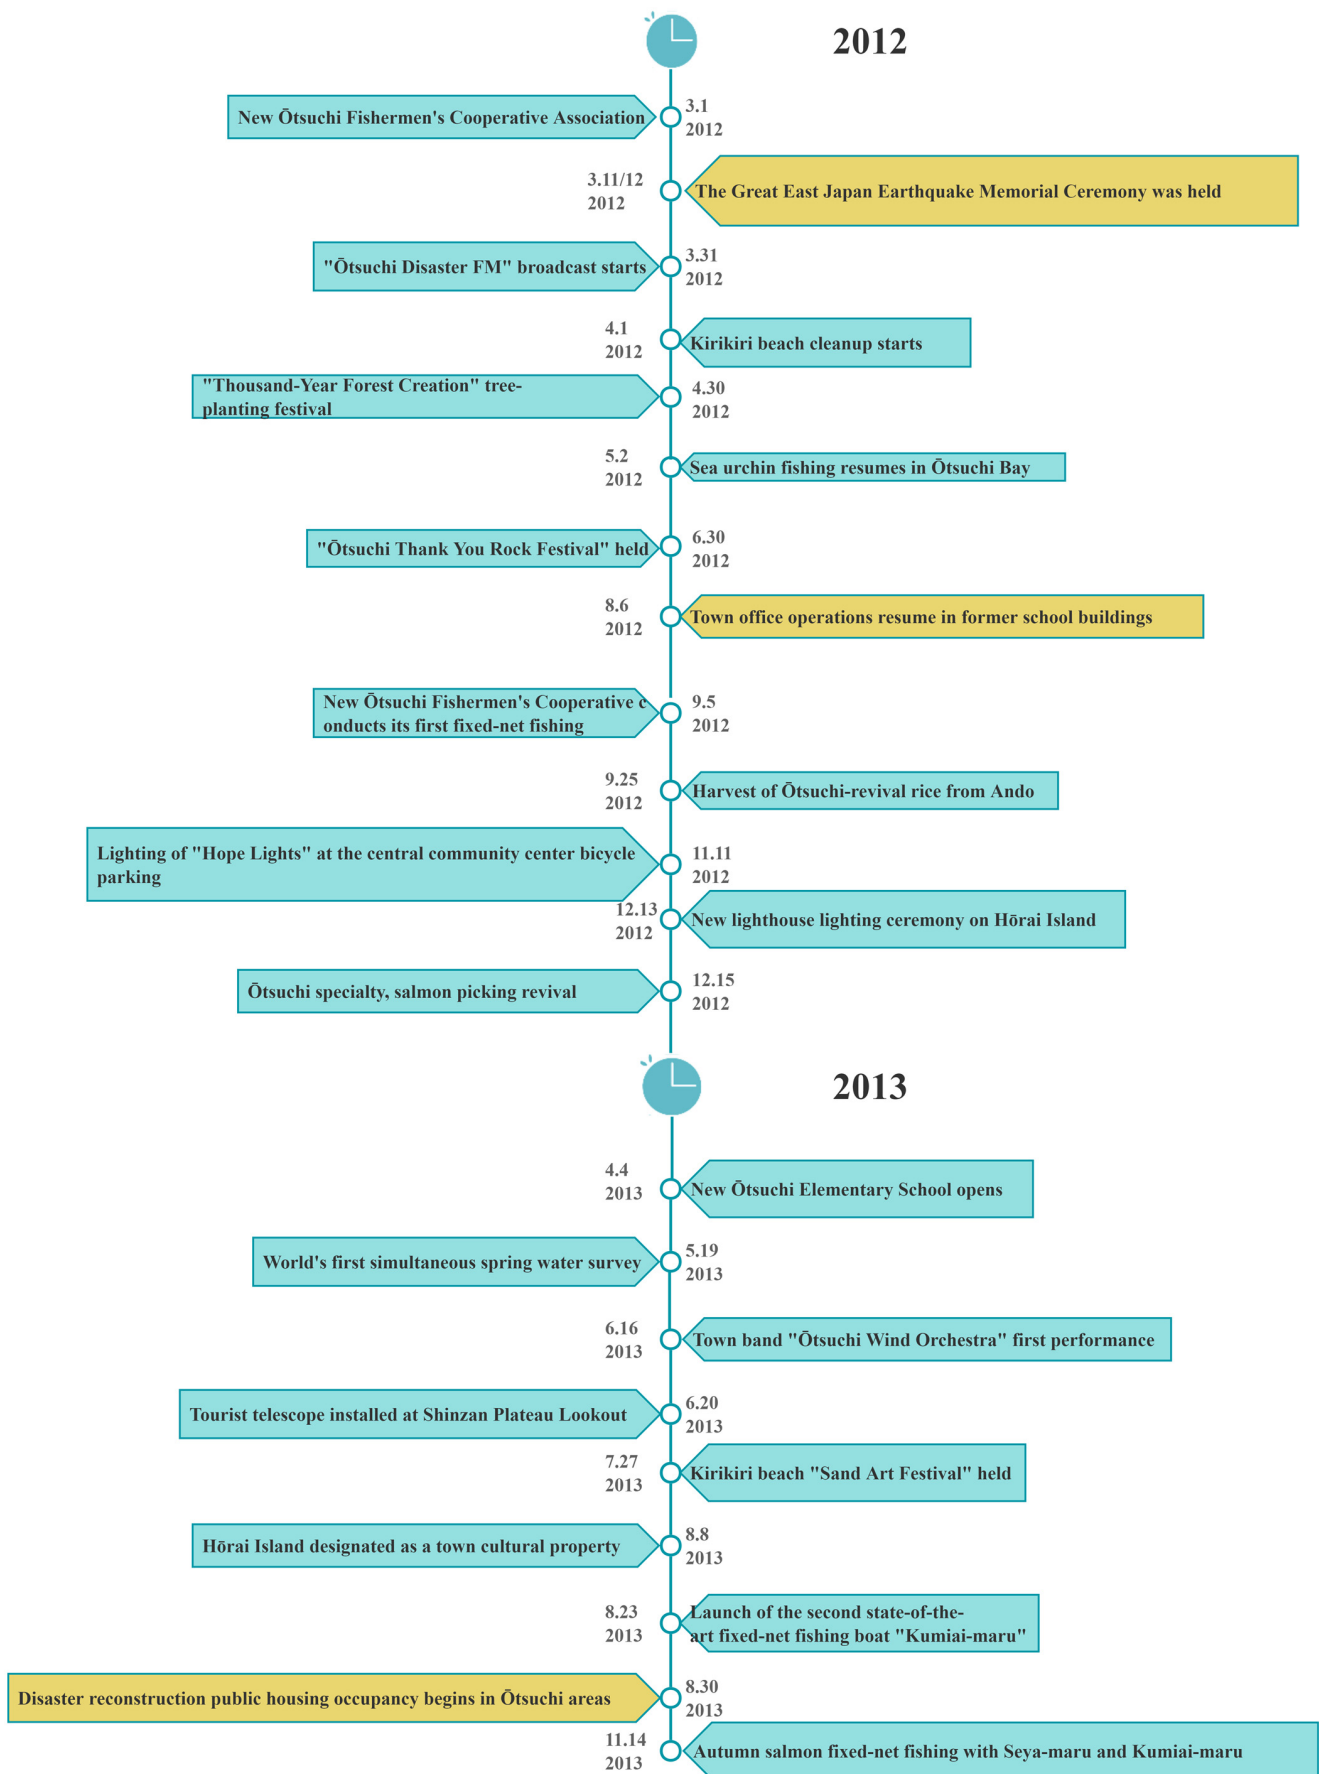 2012
New Ōtsuchi Fishermen's Cooperative Association
3.1
2012
3.11/12
2012
The Great East Japan Earthquake Memorial Ceremony was held
"Ōtsuchi Disaster FM" broadcast starts
3.31
2012
4.1
2012
Kirikiri beach cleanup starts
"Thousand-Year Forest Creation" tree-
planting festival
4.30
2012
5.2
2012
Sea urchin fishing resumes in Ōtsuchi Bay
"Ōtsuchi Thank You Rock Festival" held
6.30
2012
8.6
2012
Town office operations resume in former school buildings
New Ōtsuchi Fishermen's Cooperative c
onducts its first fixed-net fishing
9.5
2012
9.25
2012
Harvest of Ōtsuchi-revival rice from Ando
Lighting of "Hope Lights" at the central community center bicycle
parking
11.11
2012
12.13
2012
New lighthouse lighting ceremony on Hōrai Island
Ōtsuchi specialty, salmon picking revival
12.15
2012
2013
4.4
2013
New Ōtsuchi Elementary School opens
World's first simultaneous spring water survey
5.19
2013
6.16
2013
Town band "Ōtsuchi Wind Orchestra" first performance
Tourist telescope installed at Shinzan Plateau Lookout
6.20
2013
7.27
2013
Kirikiri beach "Sand Art Festival" held
Hōrai Island designated as a town cultural property
8.8
2013
8.23
2013
Launch of the second state-of-the-
art fixed-net fishing boat "Kumiai-maru"
Disaster reconstruction public housing occupancy begins in Ōtsuchi areas
8.30
2013
11.14
2013
Autumn salmon fixed-net fishing with Seya-maru and Kumiai-maru